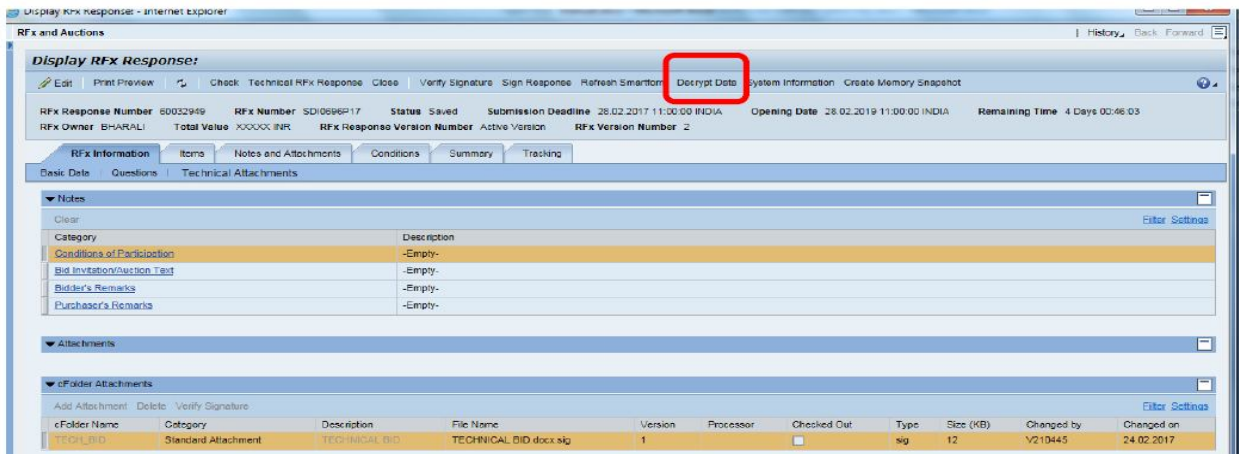 Display RFx Response: - Internet Explorer
RFx and Auctions | History Back Forward
Display RFx Response:
Edit | Print Preview | Check Technical RFx Response Close | Verify Signature Sign Response Refresh Smartform Decrypt Data System Information Create Memory Snapshot
RFx Response Number 60032949 RFx Number SDI0696P17 Status Saved Submission Deadline 28.02.2017 11:00:00 INDIA Opening Date 28.02.2019 11:00:00 INDIA Remaining Time 4 Days 00:46:03
RFx Owner BHARALI Total Value XXXXX INR RFx Response Version Number Active Version RFx Version Number 2
RFx Information Items Notes and Attachments Conditions Summary Tracking
Basic Data | Questions | Technical Attachments
Notes
Clear Filter Settings
Category Description
Conditions of Participation -Empty-
Bid Invitation/Auction Text -Empty-
Bidder's Remarks -Empty-
Purchaser's Remarks -Empty-
Attachments
cFolder Attachments
Add Attachment Delete Verify Signature Filter Settings
cFolder Name Category Description File Name Version Processor Checked Out Type Size (KB) Changed by Changed on
TECH_BID Standard Attachment TECHNICAL BID TECHNICAL BID.docx.sig 1 sig 12 V210445 24.02.2017